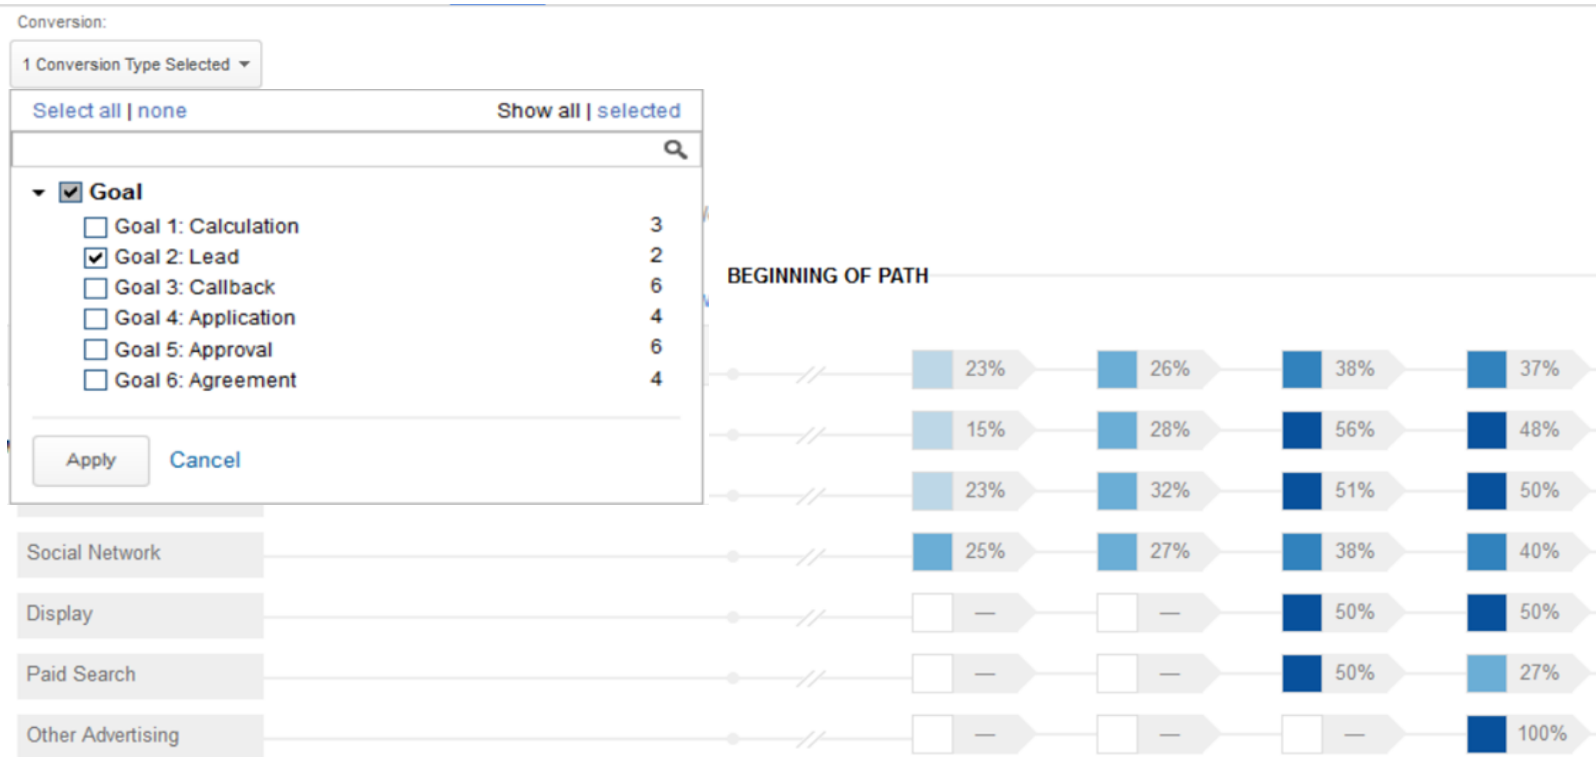 Conversion:
1 Conversion Type Selected
Select all | none Show all | selected
Goal
Goal 1: Calculation 3
Goal 2: Lead 2
Goal 3: Callback 6
Goal 4: Application 4
Goal 5: Approval 6
Goal 6: Agreement 4
Apply Cancel
BEGINNING OF PATH
23% 26% 38% 37%
15% 28% 56% 48%
23% 32% 51% 50%
Social Network 25% 27% 38% 40%
Display — — 50% 50%
Paid Search — — 50% 27%
Other Advertising — — — 100%